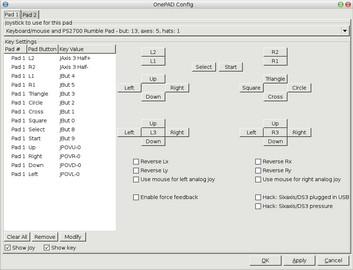 OnePAD Config
Pad 1 Pad 2
Joystick to use for this pad
Keyboard/mouse and PS2700 Rumble Pad - but: 13, axes: 5, hats: 1
Key Settings
Pad # Pad Button Key Value
Pad 1 L2 JAxis 3 Half+
Pad 1 R2 JAxis 3 Half-
Pad 1 L1 JBut 4
Pad 1 R1 JBut 5
Pad 1 Triangle JBut 3
Pad 1 Circle JBut 2
Pad 1 Cross JBut 1
Pad 1 Square JBut 0
Pad 1 Select JBut 8
Pad 1 Start JBut 9
Pad 1 Up JPOVU-0
Pad 1 Right JPOVR-0
Pad 1 Down JPOVD-0
Pad 1 Left JPOVL-0
Clear All Remove Modify
Show Joy Show key
L2
L1
Up
Left Right
Down
Select Start
R2
R1
Triangle
Square Circle
Cross
Up
Left L3 Right
Down
Up
Left R3 Right
Down
Reverse Lx
Reverse Ly
Use mouse for left analog joy
Reverse Rx
Reverse Ry
Use mouse for right analog joy
Enable force feedback
Hack: Sixaxis/DS3 plugged in USB
Hack: Sixaxis/DS3 pressure
OK Apply Cancel